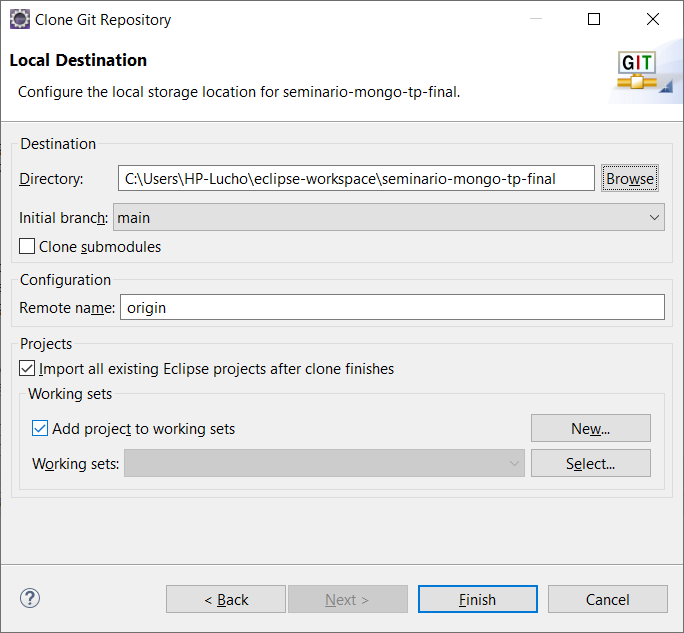 Clone Git Repository
Local Destination
Configure the local storage location for seminario-mongo-tp-final.
GIT
Destination
Directory: C:\Users\HP-Lucho\eclipse-workspace\seminario-mongo-tp-final Browse
Initial branch: main
Clone submodules
Configuration
Remote name: origin
Projects
Import all existing Eclipse projects after clone finishes
Working sets
Add project to working sets New...
Working sets: Select...
? < Back Next > Finish Cancel